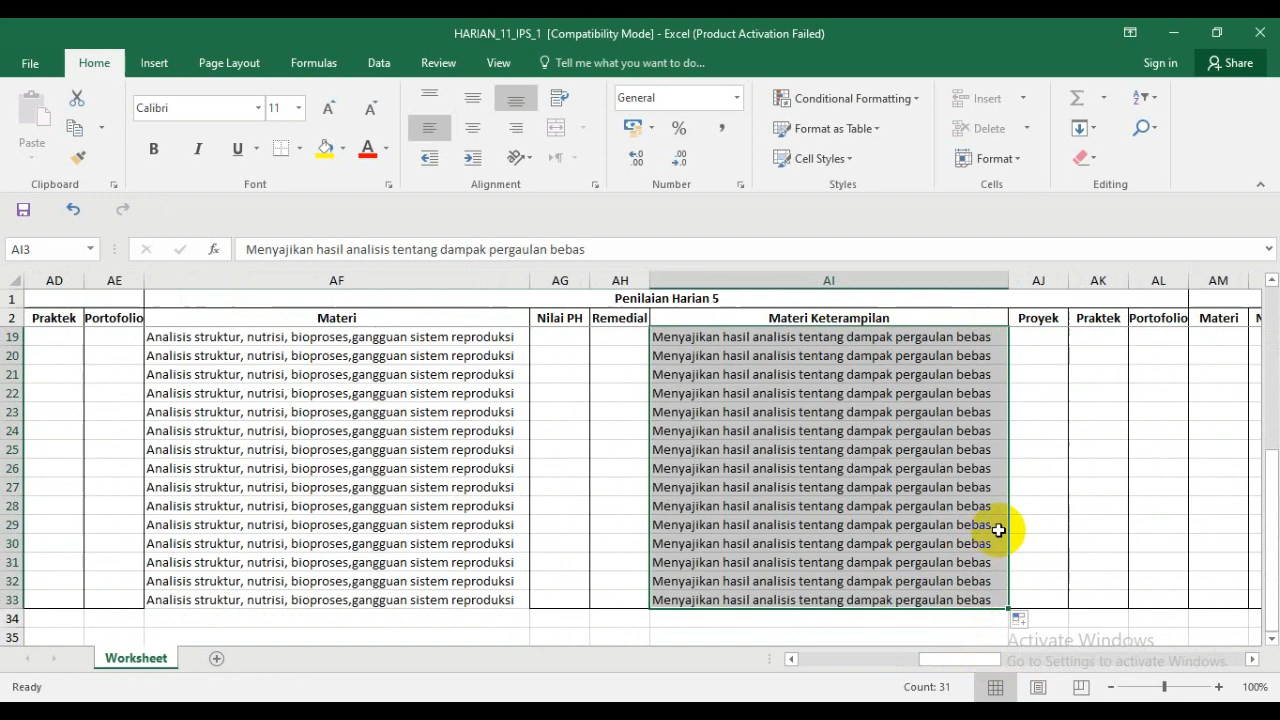 HARIAN_11_IPS_1 [Compatibility Mode] - Excel (Product Activation Failed)
File Home Insert Page Layout Formulas Data Review View Tell me what you want to do... Sign in Share
Paste
Clipboard
Calibri 11
B I U A
Font
Alignment
General
% ,
Number
Conditional Formatting
Format as Table
Cell Styles
Styles
Insert
Delete
Format
Cells
Editing
AI3 fx Menyajikan hasil analisis tentang dampak pergaulan bebas
AD AE AF AG AH AI AJ AK AL AM
1 Penilaian Harian 5
2 Praktek Portofolio Materi Nilai PH Remedial Materi Keterampilan Proyek Praktek Portofolio Materi N
19 Analisis struktur, nutrisi, bioproses,gangguan sistem reproduksi Menyajikan hasil analisis tentang dampak pergaulan bebas
20 Analisis struktur, nutrisi, bioproses,gangguan sistem reproduksi Menyajikan hasil analisis tentang dampak pergaulan bebas
21 Analisis struktur, nutrisi, bioproses,gangguan sistem reproduksi Menyajikan hasil analisis tentang dampak pergaulan bebas
22 Analisis struktur, nutrisi, bioproses,gangguan sistem reproduksi Menyajikan hasil analisis tentang dampak pergaulan bebas
23 Analisis struktur, nutrisi, bioproses,gangguan sistem reproduksi Menyajikan hasil analisis tentang dampak pergaulan bebas
24 Analisis struktur, nutrisi, bioproses,gangguan sistem reproduksi Menyajikan hasil analisis tentang dampak pergaulan bebas
25 Analisis struktur, nutrisi, bioproses,gangguan sistem reproduksi Menyajikan hasil analisis tentang dampak pergaulan bebas
26 Analisis struktur, nutrisi, bioproses,gangguan sistem reproduksi Menyajikan hasil analisis tentang dampak pergaulan bebas
27 Analisis struktur, nutrisi, bioproses,gangguan sistem reproduksi Menyajikan hasil analisis tentang dampak pergaulan bebas
28 Analisis struktur, nutrisi, bioproses,gangguan sistem reproduksi Menyajikan hasil analisis tentang dampak pergaulan bebas
29 Analisis struktur, nutrisi, bioproses,gangguan sistem reproduksi Menyajikan hasil analisis tentang dampak pergaulan bebas
30 Analisis struktur, nutrisi, bioproses,gangguan sistem reproduksi Menyajikan hasil analisis tentang dampak pergaulan bebas
31 Analisis struktur, nutrisi, bioproses,gangguan sistem reproduksi Menyajikan hasil analisis tentang dampak pergaulan bebas
32 Analisis struktur, nutrisi, bioproses,gangguan sistem reproduksi Menyajikan hasil analisis tentang dampak pergaulan bebas
33 Analisis struktur, nutrisi, bioproses,gangguan sistem reproduksi Menyajikan hasil analisis tentang dampak pergaulan bebas
34
35
Activate Windows
Go to Settings to activate Windows.
Worksheet
Ready Count: 31 100%